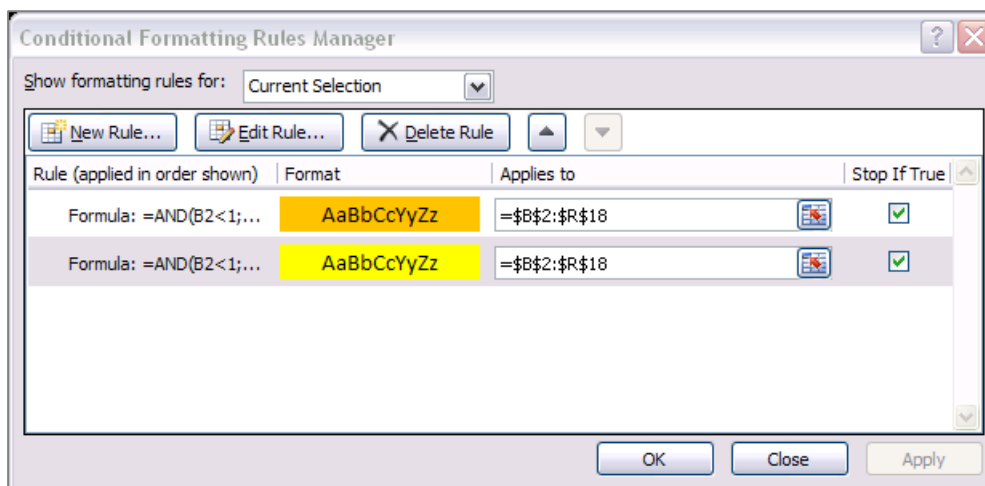 Conditional Formatting Rules Manager
?
Show formatting rules for: Current Selection
New Rule... Edit Rule... Delete Rule
Rule (applied in order shown) Format Applies to Stop If True
Formula: =AND(B2<1;... AaBbCcYyZz =$B$2:$R$18
Formula: =AND(B2<1;... AaBbCcYyZz =$B$2:$R$18
OK Close Apply